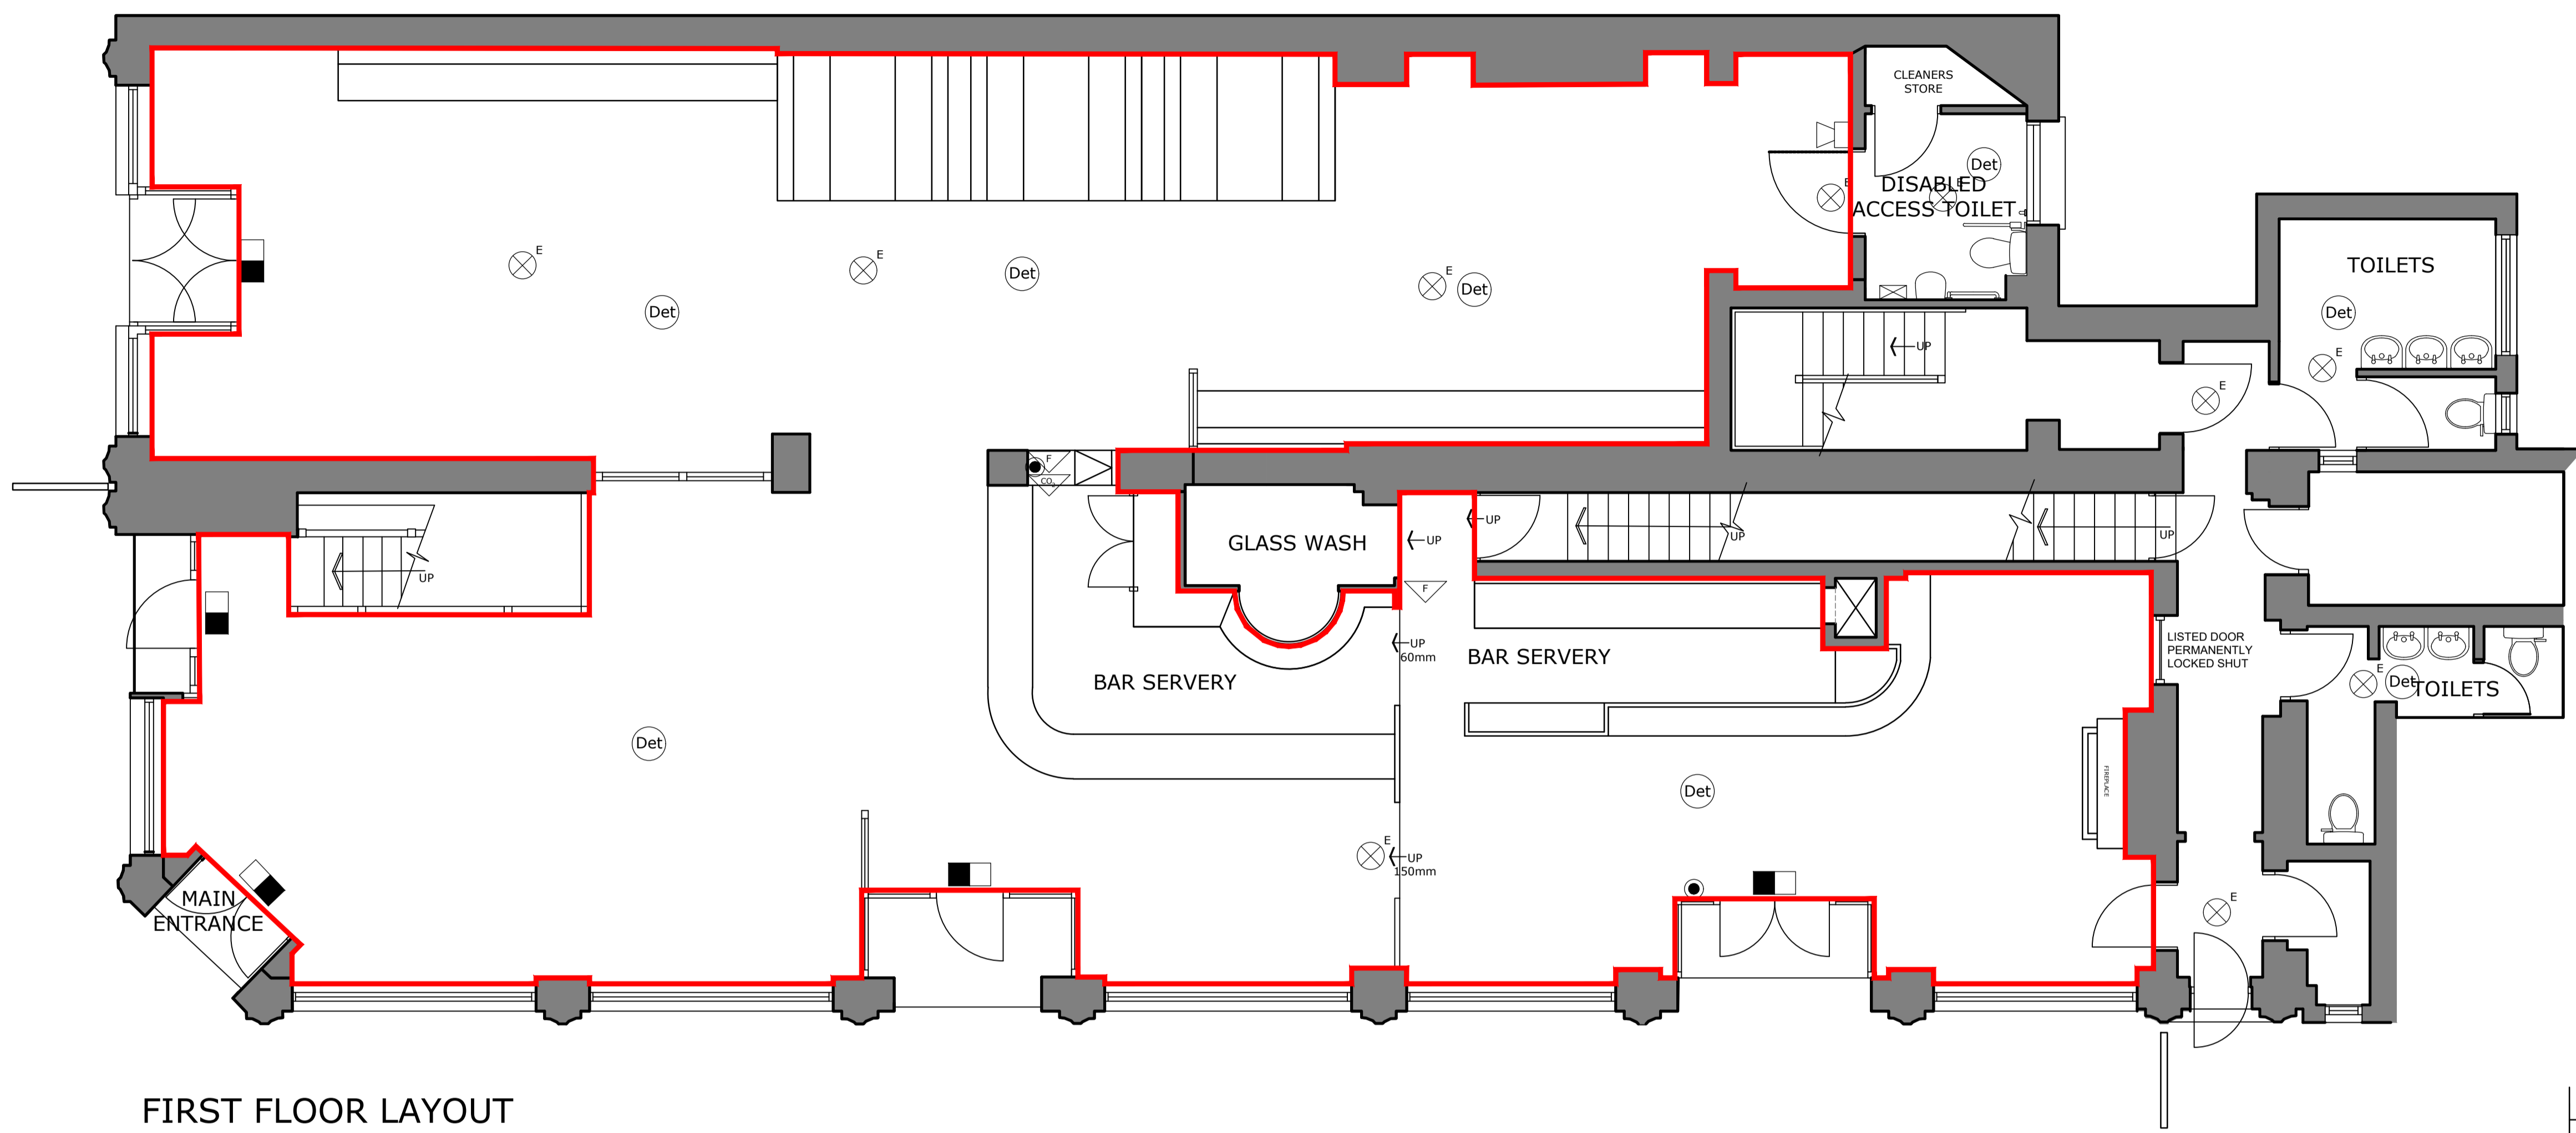 CLEANERS
STORE
Det
E
E
DISABLED
ACCESS TOILET
E
E
Det
E
Det
Det
TOILETS
Det
E
UP
E
F
CO2
UP
UP
UP
UP
UP
GLASS WASH
UP
F
UP
60mm
BAR SERVERY
BAR SERVERY
LISTED DOOR
PERMANENTLY
LOCKED SHUT
E
Det
TOILETS
Det
Det
FIREPLACE
E
UP
150mm
MAIN
ENTRANCE
E
FIRST FLOOR LAYOUT